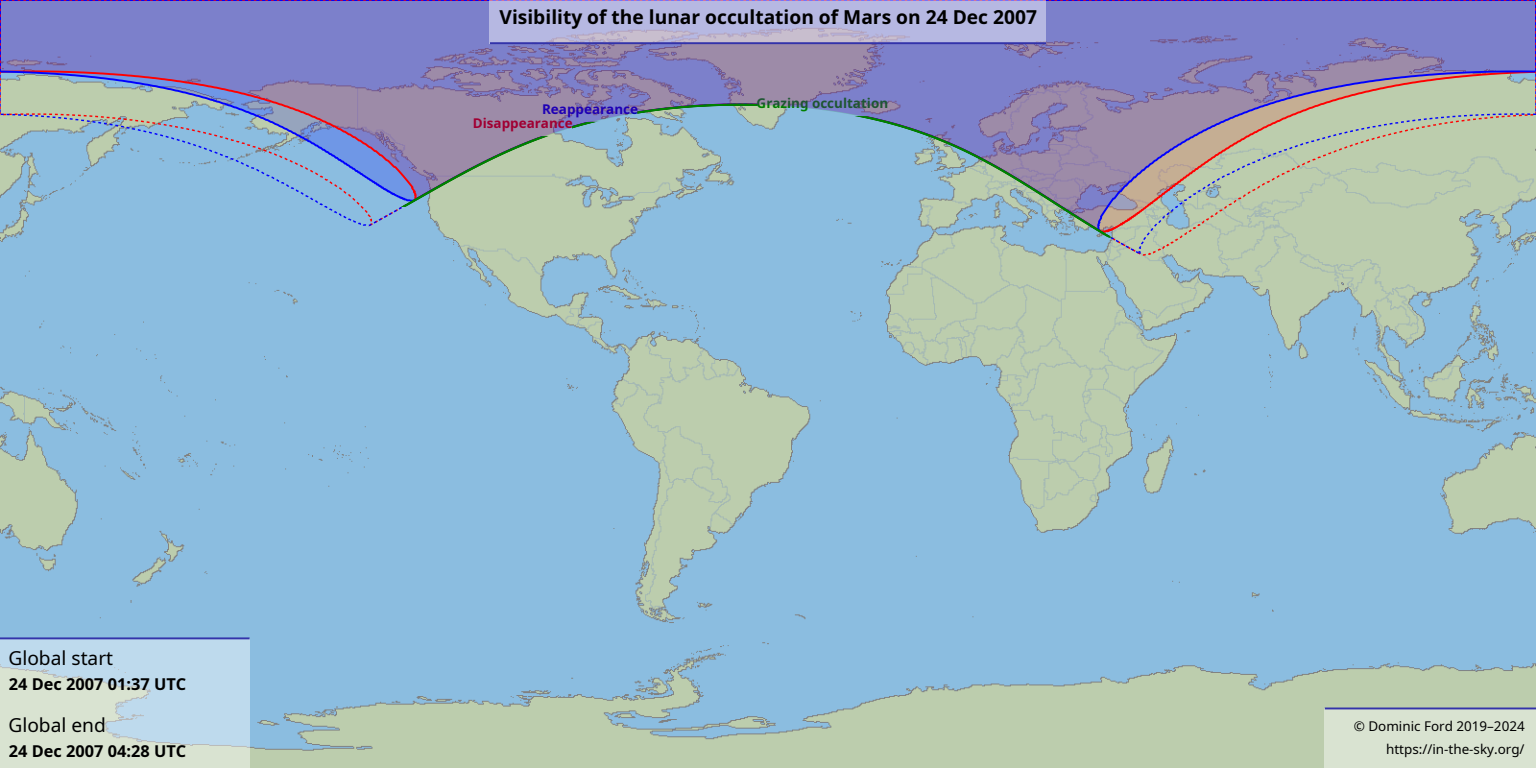 Visibility of the lunar occultation of Mars on 24 Dec 2007
Grazing occultation
Reappearance
Disappearance
Global start
24 Dec 2007 01:37 UTC
Global end
24 Dec 2007 04:28 UTC
© Dominic Ford 2019–2024
https://in-the-sky.org/